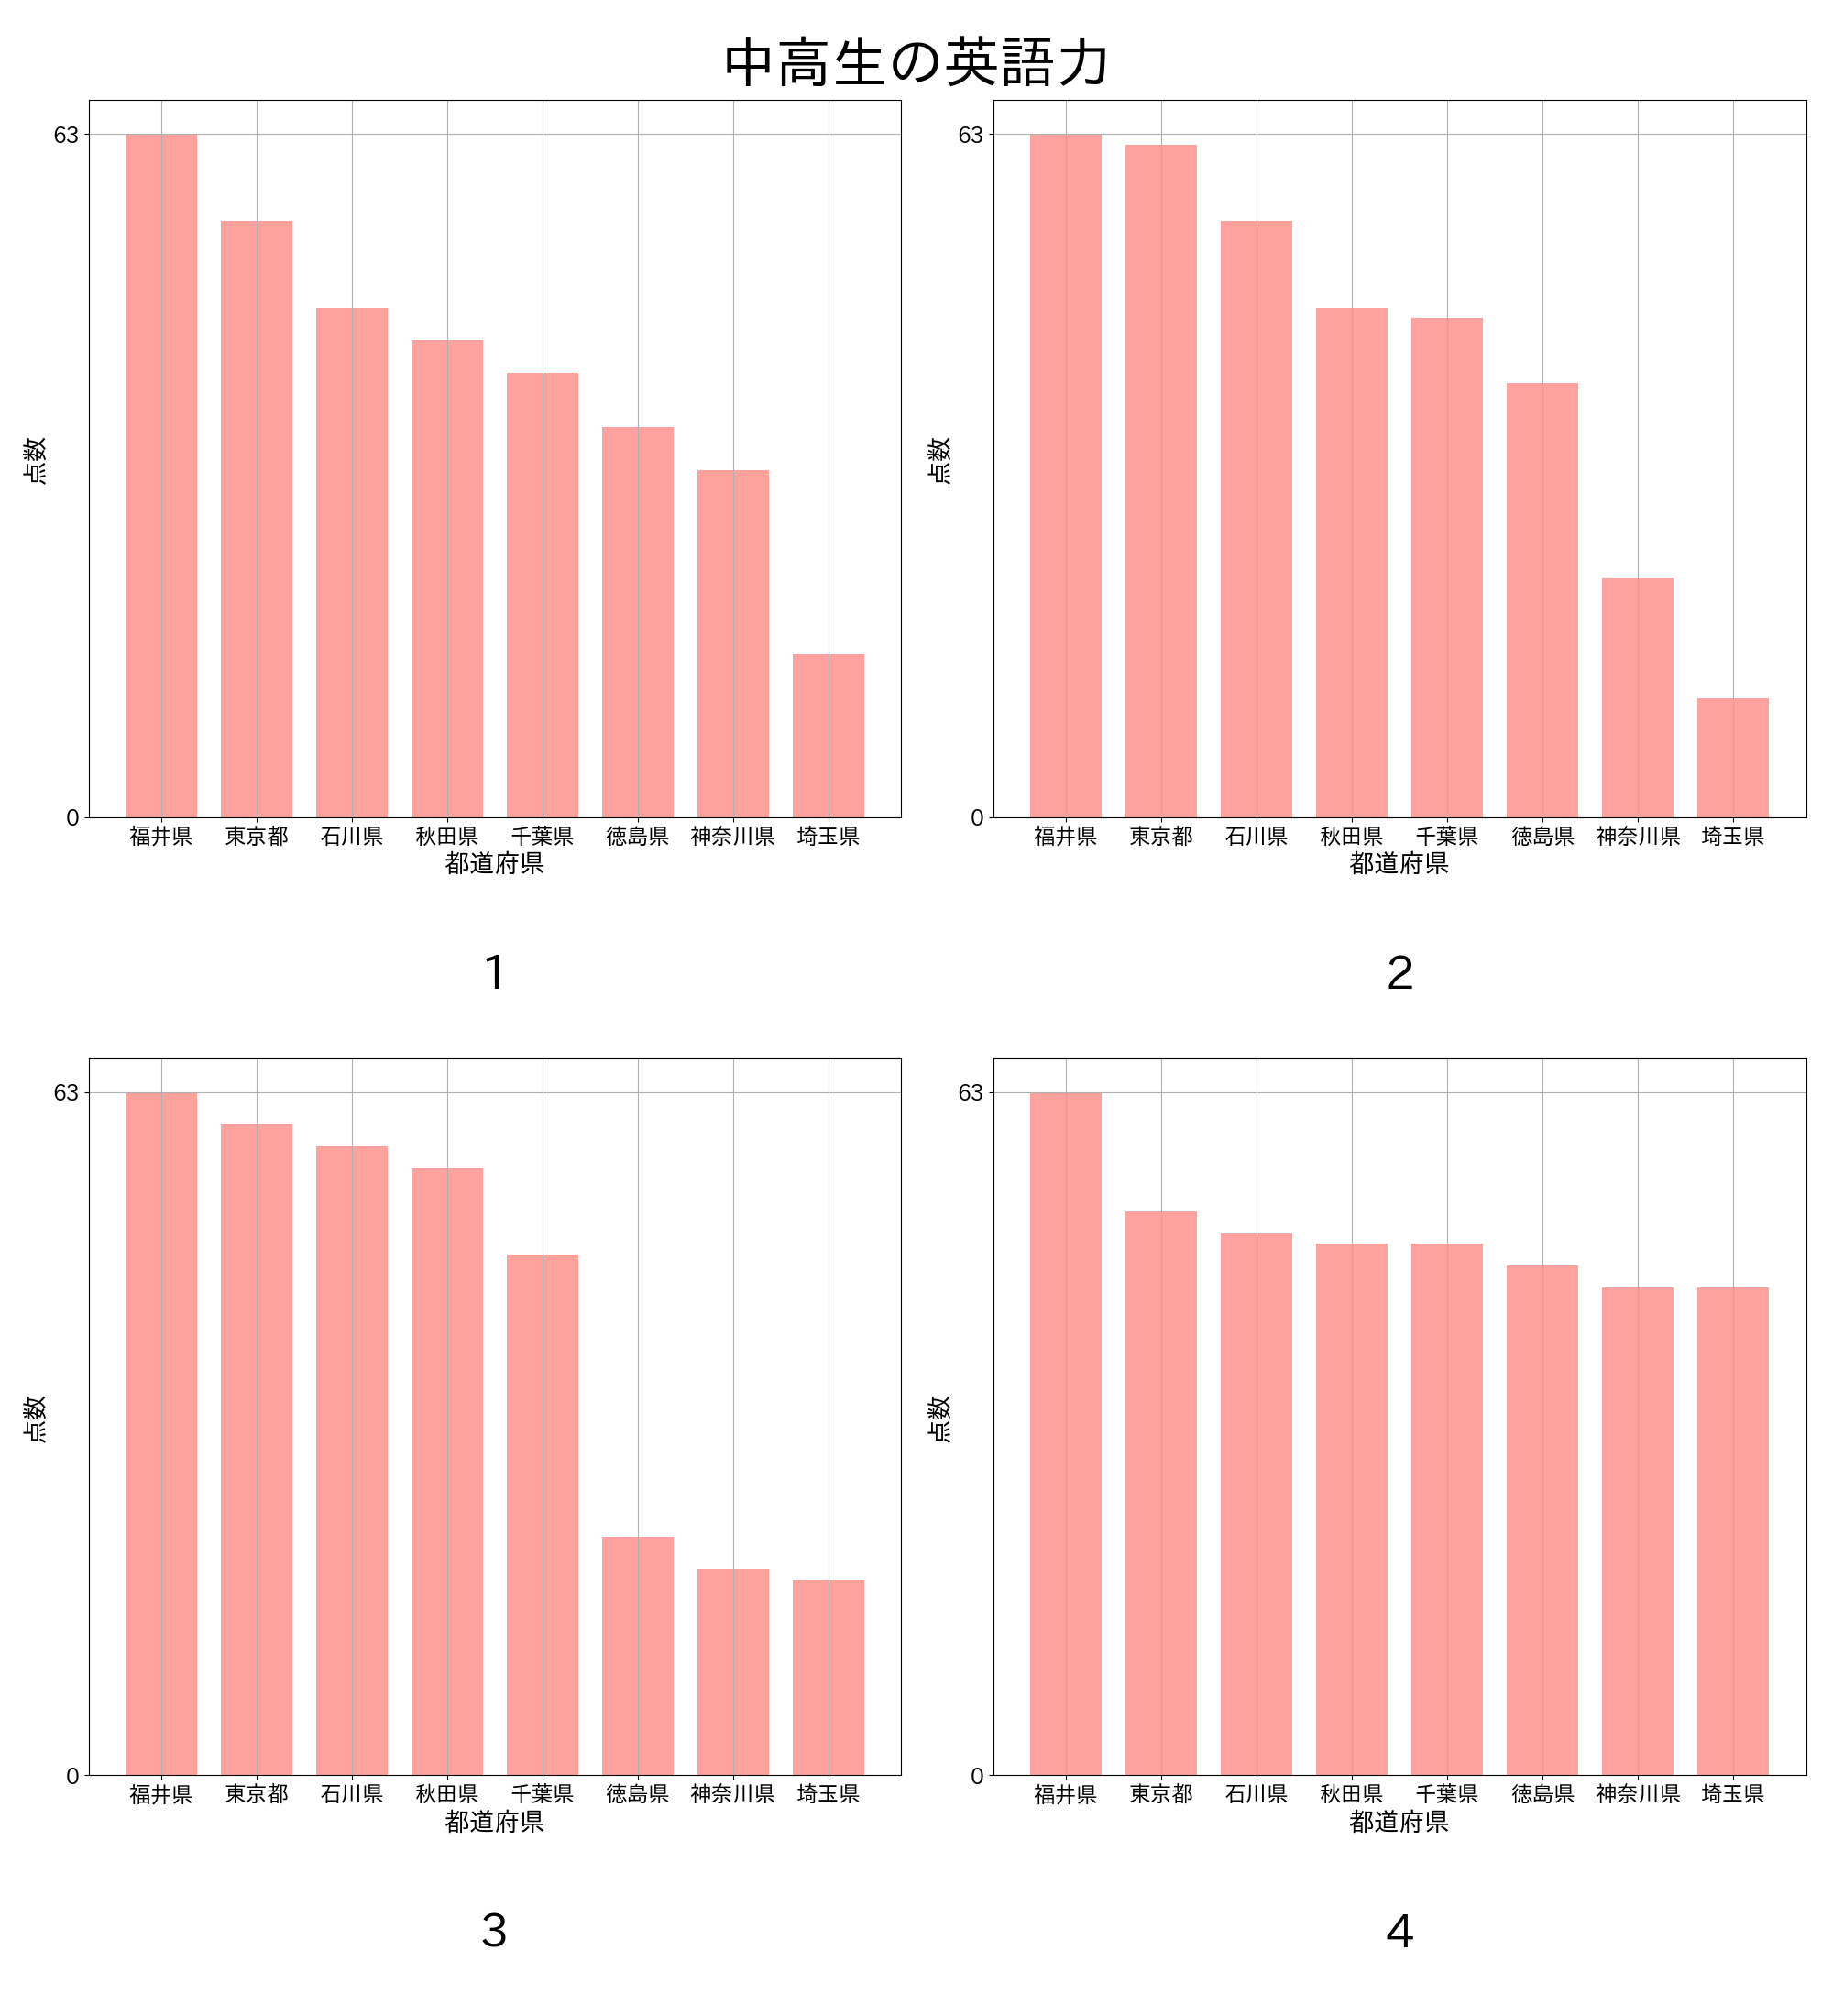 中高生の英語力
63
点数
0
福井県 東京都 石川県 秋田県 千葉県 徳島県 神奈川県 埼玉県
都道府県
1
63
点数
0
福井県 東京都 石川県 秋田県 千葉県 徳島県 神奈川県 埼玉県
都道府県
2
63
点数
0
福井県 東京都 石川県 秋田県 千葉県 徳島県 神奈川県 埼玉県
都道府県
3
63
点数
0
福井県 東京都 石川県 秋田県 千葉県 徳島県 神奈川県 埼玉県
都道府県
4